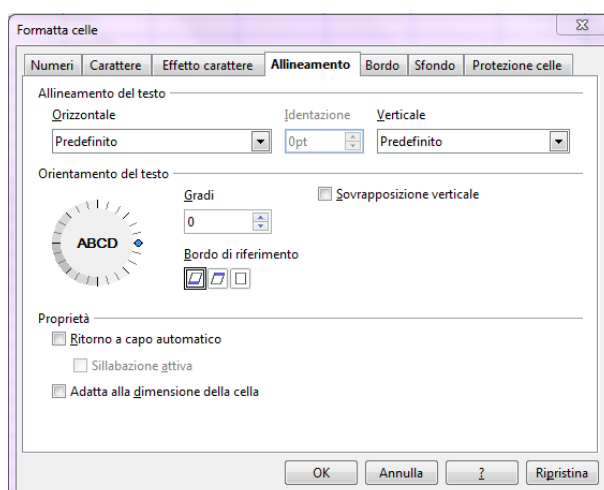 Formatta celle
Numeri Carattere Effetto carattere Allineamento Bordo Sfondo Protezione celle
Allineamento del testo
Orizzontale Identazione Verticale
Predefinito 0pt Predefinito
Orientamento del testo
Gradi Sovrapposizione verticale
0
ABCD
Bordo di riferimento
Proprietà
Ritorno a capo automatico
Sillabazione attiva
Adatta alla dimensione della cella
OK Annulla ? Ripristina